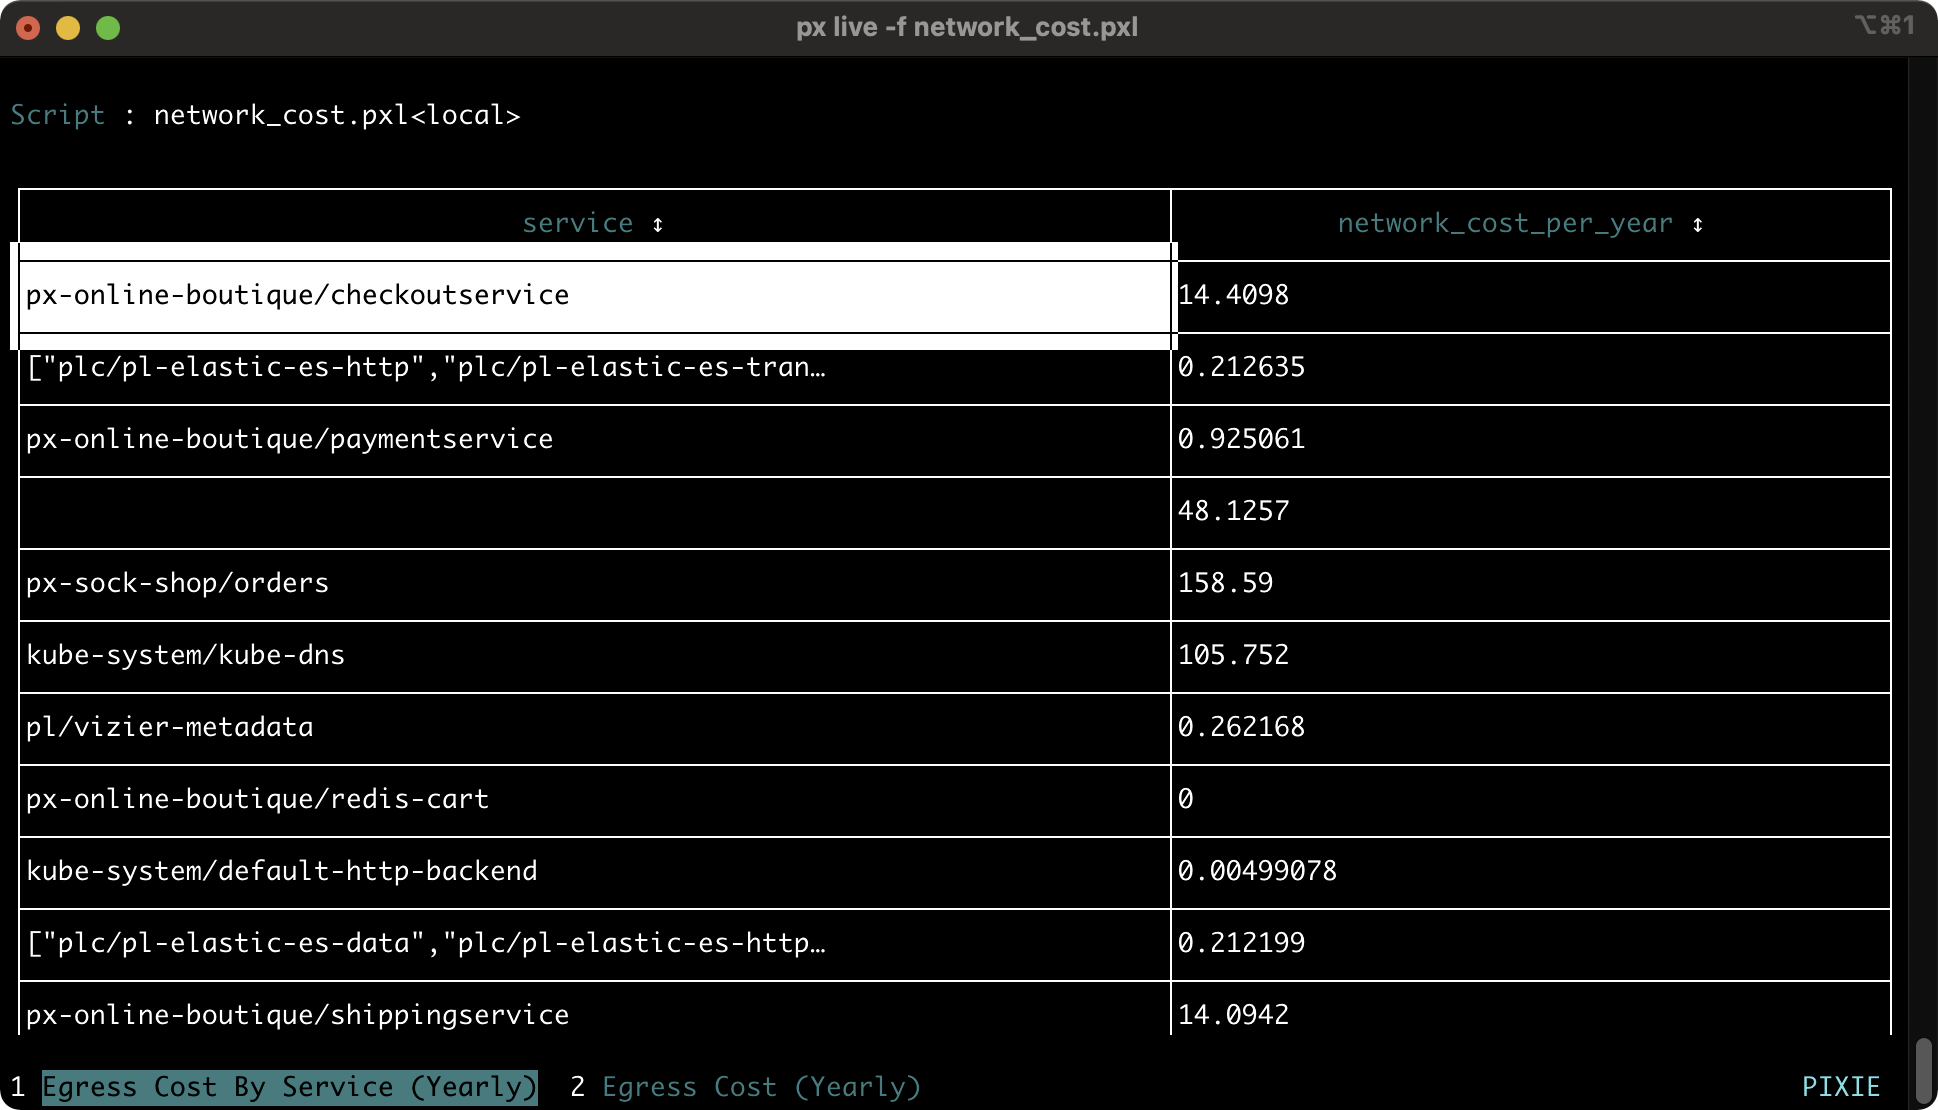 px live -f network_cost.pxl
⌥⌘1
Script : network_cost.pxl<local>
service ↕ network_cost_per_year ↕
px-online-boutique/checkoutservice 14.4098
["plc/pl-elastic-es-http","plc/pl-elastic-es-tran… 0.212635
px-online-boutique/paymentservice 0.925061
48.1257
px-sock-shop/orders 158.59
kube-system/kube-dns 105.752
pl/vizier-metadata 0.262168
px-online-boutique/redis-cart 0
kube-system/default-http-backend 0.00499078
["plc/pl-elastic-es-data","plc/pl-elastic-es-http… 0.212199
px-online-boutique/shippingservice 14.0942
1 Egress Cost By Service (Yearly) 2 Egress Cost (Yearly) PIXIE